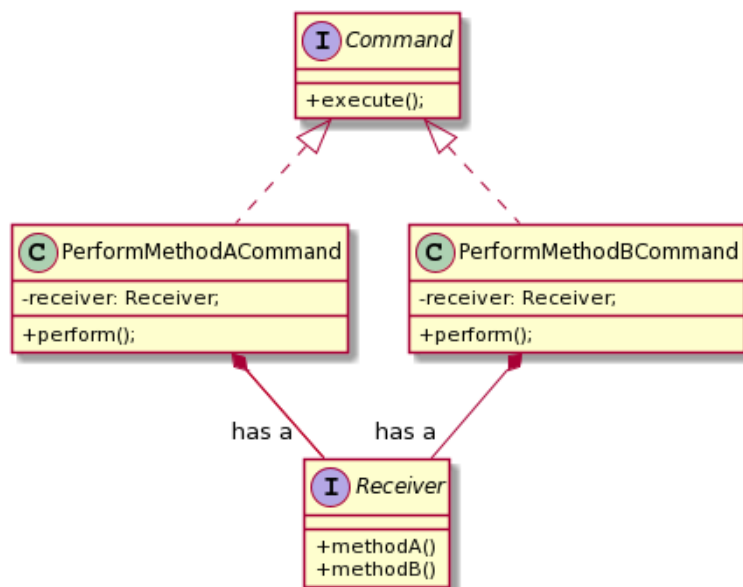 I Command
+execute();
C PerformMethodACommand
-receiver: Receiver;
+perform();
C PerformMethodBCommand
-receiver: Receiver;
+perform();
has a
has a
I Receiver
+methodA()
+methodB()